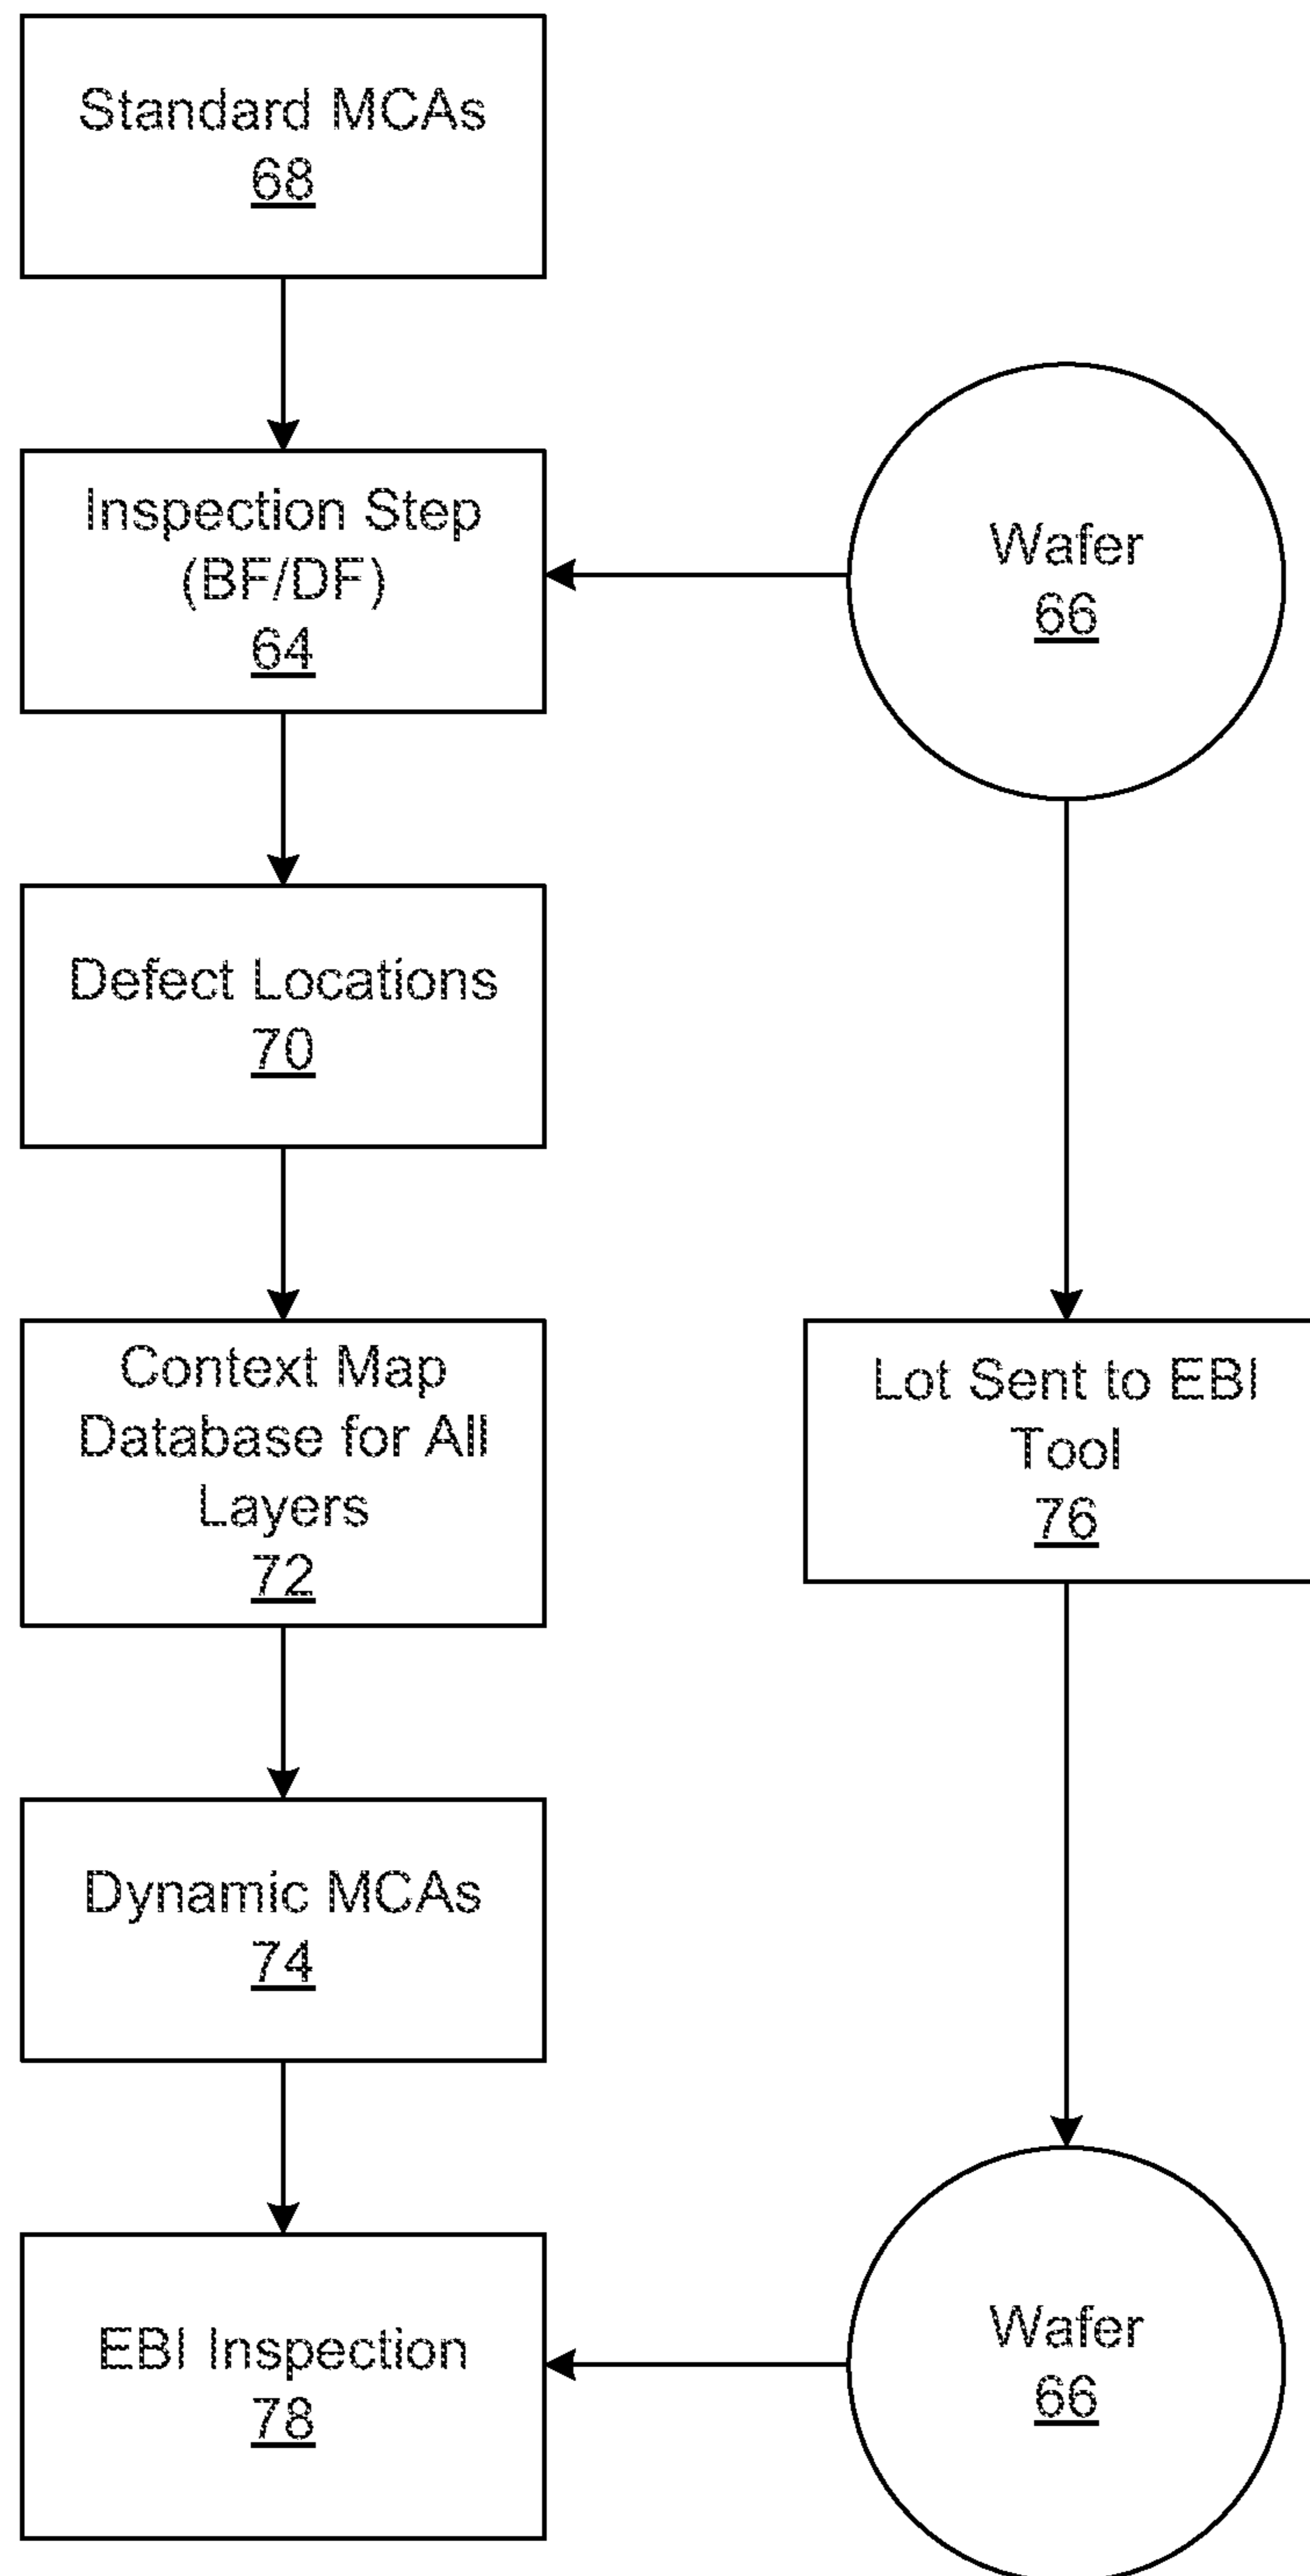 Standard MCAs
68
Inspection Step
(BF/DF)
64
Wafer
66
Defect Locations
70
Context Map
Database for All
Layers
72
Lot Sent to EBI
Tool
76
Dynamic MCAs
74
EBI Inspection
78
Wafer
66